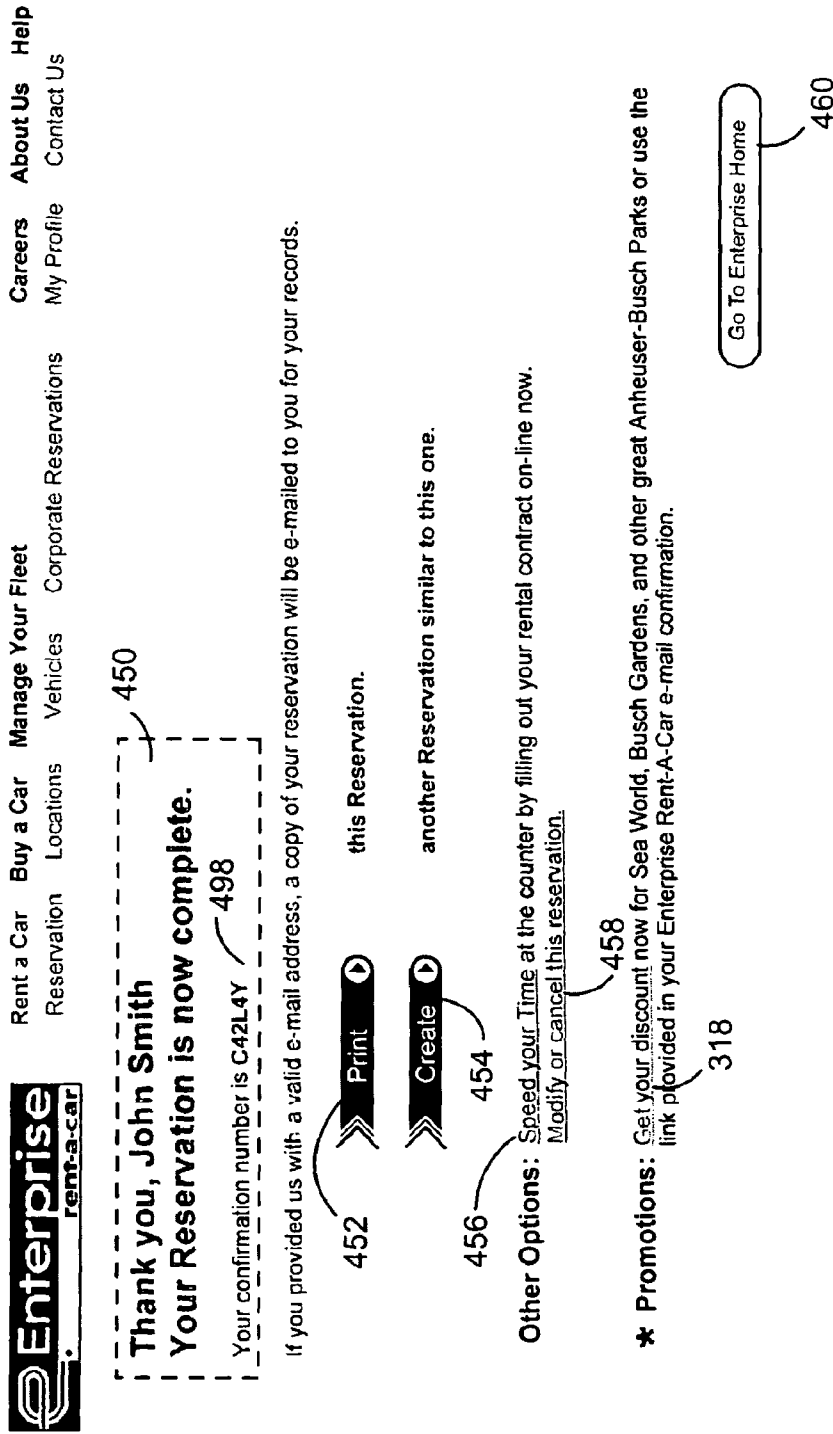 Enterprise
rent-a-car
Rent a Car Buy a Car Manage Your Fleet Careers About Us Help
Reservation Locations Vehicles Corporate Reservations My Profile Contact Us
450
Thank you, John Smith
Your Reservation is now complete.
498
Your confirmation number is C42L4Y
If you provided us with a valid e-mail address, a copy of your reservation will be e-mailed to you for your records.
452
Print this Reservation.
Create another Reservation similar to this one.
454
456
Other Options: Speed your Time at the counter by filling out your rental contract on-line now.
Modify or cancel this reservation.
458
* Promotions: Get your discount now for Sea World, Busch Gardens, and other great Anheuser-Busch Parks or use the
link provided in your Enterprise Rent-A-Car e-mail confirmation.
318
Go To Enterprise Home
460